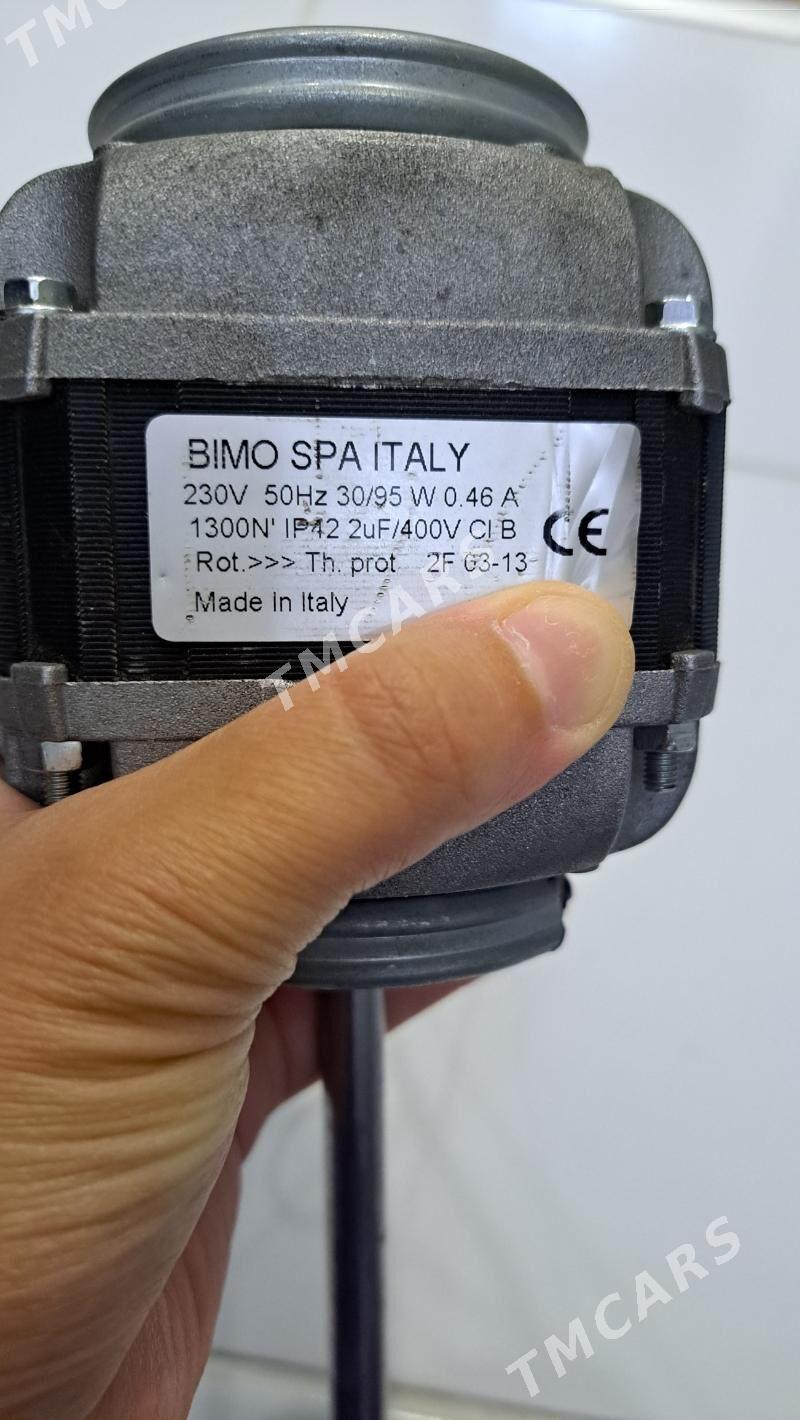 TMCARS
BIMO SPA ITALY
230V 50Hz 30/95 W 0.46 A
1300N' IP42 2uF/400V Cl B
CE
Rot.>>> Th. prot 2F 03-13
Made in Italy
TMCARS
TMCARS